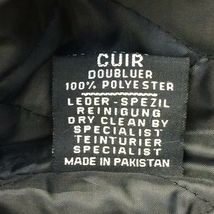 CUIR
DOUBLUER
100% POLYESTER
LEDER-SPEZIL
REINIGUNG
DRY CLEAN BY
SPECIALIST
TEINTURIER
SPECIALIST
MADE IN PAKISTAN